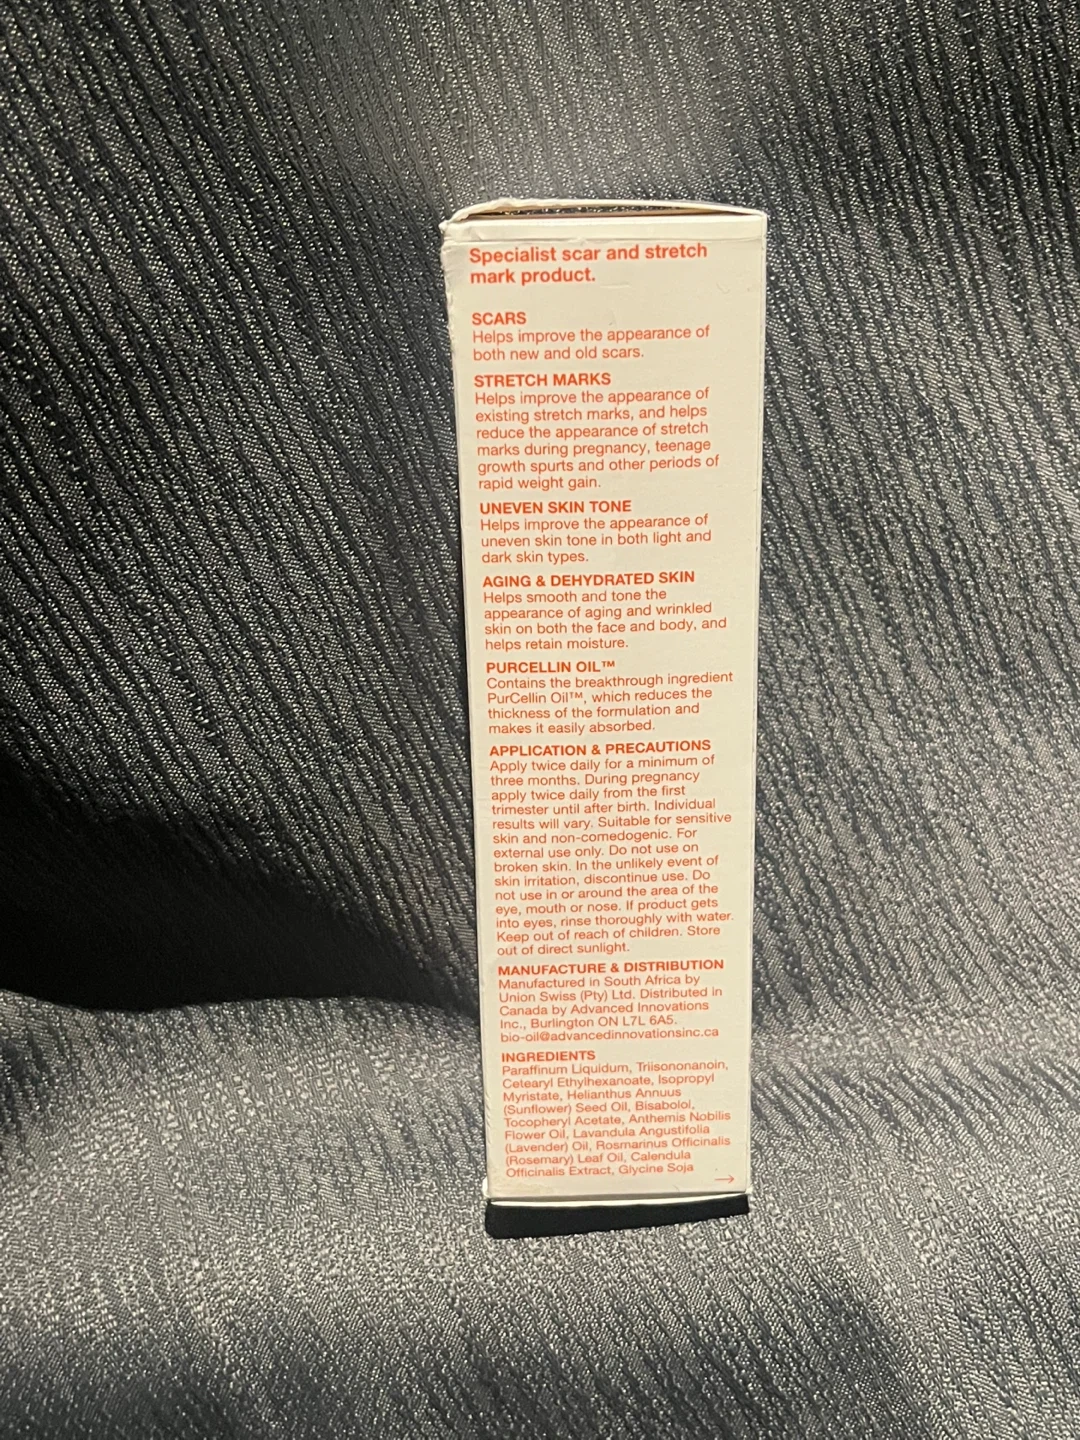 Specialist scar and stretch
mark product.
SCARS
Helps improve the appearance of
both new and old scars.
STRETCH MARKS
Helps improve the appearance of
existing stretch marks, and helps
reduce the appearance of stretch
marks during pregnancy, teenage
growth spurts and other periods of
rapid weight gain.
UNEVEN SKIN TONE
Helps improve the appearance of
uneven skin tone in both light and
dark skin types.
AGING & DEHYDRATED SKIN
Helps smooth and tone the
appearance of aging and wrinkled
skin on both the face and body, and
helps retain moisture.
PURCELLIN OIL™
Contains the breakthrough ingredient
PurCellin Oil™, which reduces the
thickness of the formulation and
makes it easily absorbed.
APPLICATION & PRECAUTIONS
Apply twice daily for a minimum of
three months. During pregnancy
apply twice daily from the first
trimester until after birth. Individual
results will vary. Suitable for sensitive
skin and non-comedogenic. For
external use only. Do not use on
broken skin. In the unlikely event of
skin irritation, discontinue use. Do
not use in or around the area of the
eye, mouth or nose. If product gets
into eyes, rinse thoroughly with water.
Keep out of reach of children. Store
out of direct sunlight.
MANUFACTURE & DISTRIBUTION
Manufactured in South Africa by
Union Swiss (Pty) Ltd. Distributed in
Canada by Advanced Innovations
Inc., Burlington ON L7L 6A5.
bio-oil@advancedinnovationsinc.ca
INGREDIENTS
Paraffinum Liquidum, Triisononanoin,
Cetearyl Ethylhexanoate, Isopropyl
Myristate, Helianthus Annuus
(Sunflower) Seed Oil, Bisabolol,
Tocopheryl Acetate, Anthemis Nobilis
Flower Oil, Lavandula Angustifolia
(Lavender) Oil, Rosmarinus Officinalis
(Rosemary) Leaf Oil, Calendula
Officinalis Extract, Glycine Soja
→